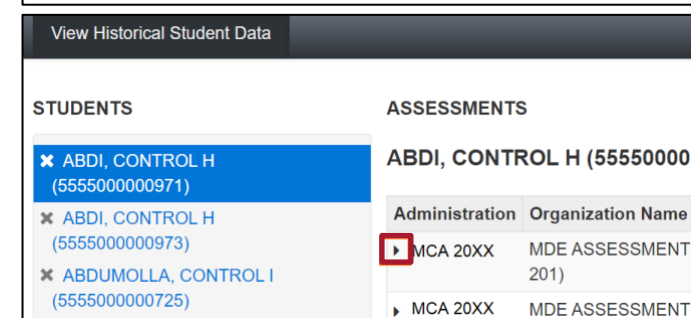 View Historical Student Data
STUDENTS
ABDI, CONTROL H
(5555000000971)
ABDI, CONTROL H
(5555000000973)
ABDUMOLLA, CONTROL I
(5555000000725)
ASSESSMENTS
ABDI, CONTROL H (55550000
Administration Organization Name
MCA 20XX MDE ASSESSMENT
201)
MCA 20XX MDE ASSESSMENT